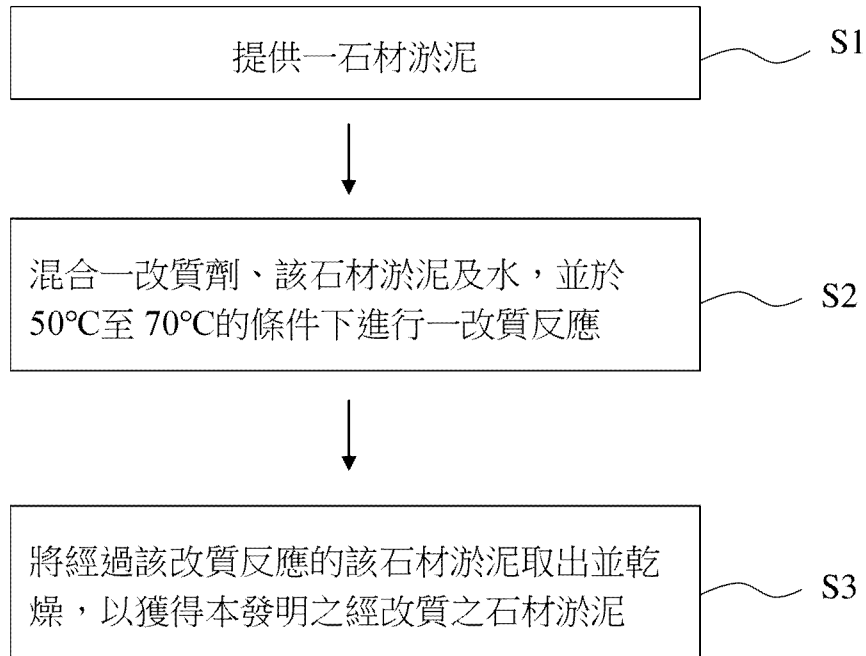 提供一石材淤泥
S1
混合一改質劑、該石材淤泥及水，並於
50℃至 70℃的條件下進行一改質反應
S2
將經過該改質反應的該石材淤泥取出並乾
燥，以獲得本發明之經改質之石材淤泥
S3